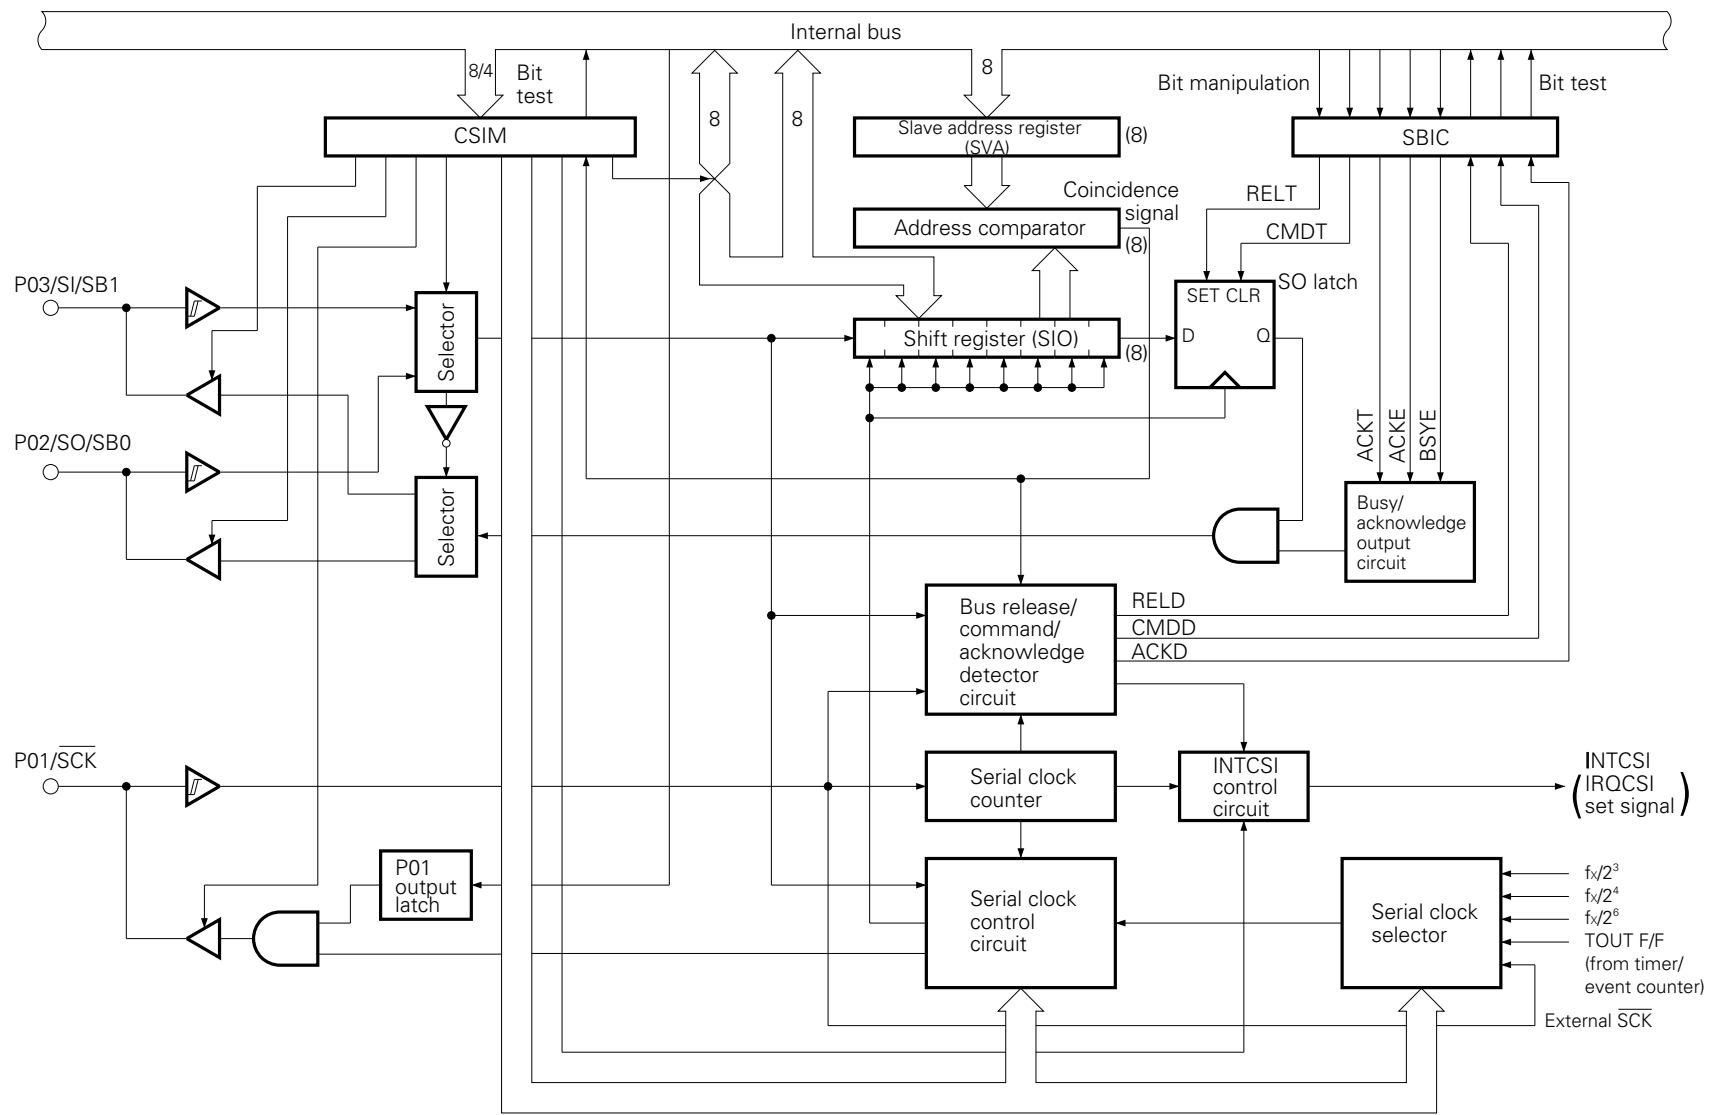 Internal bus
8/4
Bit
test
8
8
8
Bit manipulation
Bit test
CSIM
Slave address register
(SVA)
(8)
SBIC
Coincidence
signal
RELT
Address comparator
(8)
CMDT
P03/SI/SB1
SO latch
SET CLR
Selector
Shift register (SIO)
(8)
D
Q
ACKT
ACKE
BSYE
P02/SO/SB0
Selector
Busy/
acknowledge
output
circuit
Bus release/
command/
acknowledge
detector
circuit
RELD
CMDD
ACKD
P01/S̅C̅K̅
Serial clock
counter
INTCSI
control
circuit
INTCSI
(IRQCSI
set signal)
P01
output
latch
Serial clock
control
circuit
Serial clock
selector
fx/2³
fx/2⁴
fx/2⁶
TOUT F/F
(from timer/
event counter)
External S̅C̅K̅